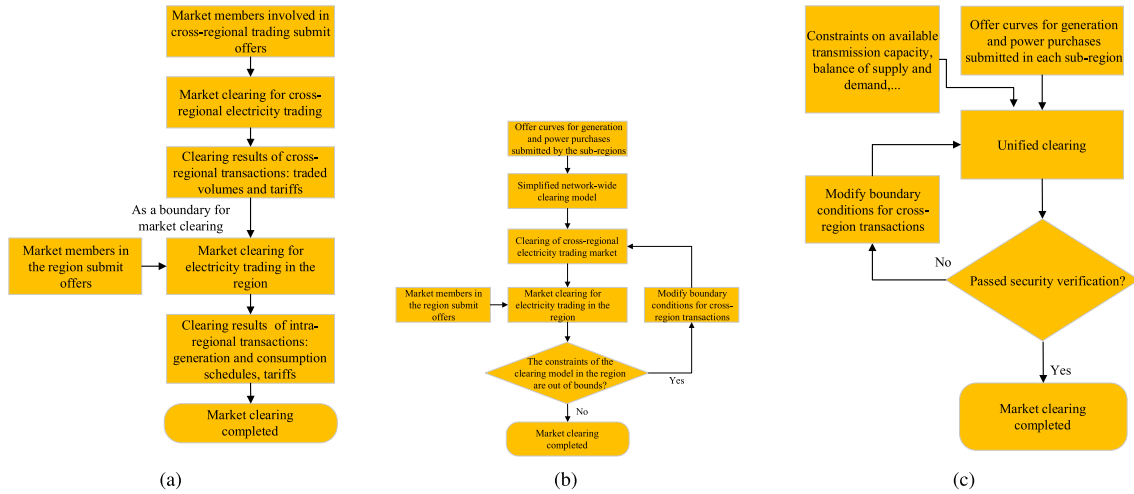 Market members involved in
cross-regional trading submit
offers
Market clearing for cross-
regional electricity trading
Clearing results of cross-
regional transactions: traded
volumes and tariffs
As a boundary for
market clearing
Market members in
the region submit
offers
Market clearing for
electricity trading in the
region
Clearing results of intra-
regional transactions:
generation and consumption
schedules, tariffs
Market clearing
completed
(a)
Offer curves for generation
and power purchases
submitted by the sub-regions
Simplified network-wide
clearing model
Clearing of cross-regional
electricity trading market
Market members in
the region submit
offers
Market clearing for
electricity trading in the
region
Modify boundary
conditions for cross-
region transactions
The constraints of the
clearing model in the region
are out of bounds?
Yes
No
Market clearing
completed
(b)
Constraints on available
transmission capacity,
balance of supply and
demand,...
Offer curves for generation
and power purchases
submitted in each sub-region
Unified clearing
Modify boundary
conditions for cross-
region transactions
No
Passed security verification?
Yes
Market clearing
completed
(c)